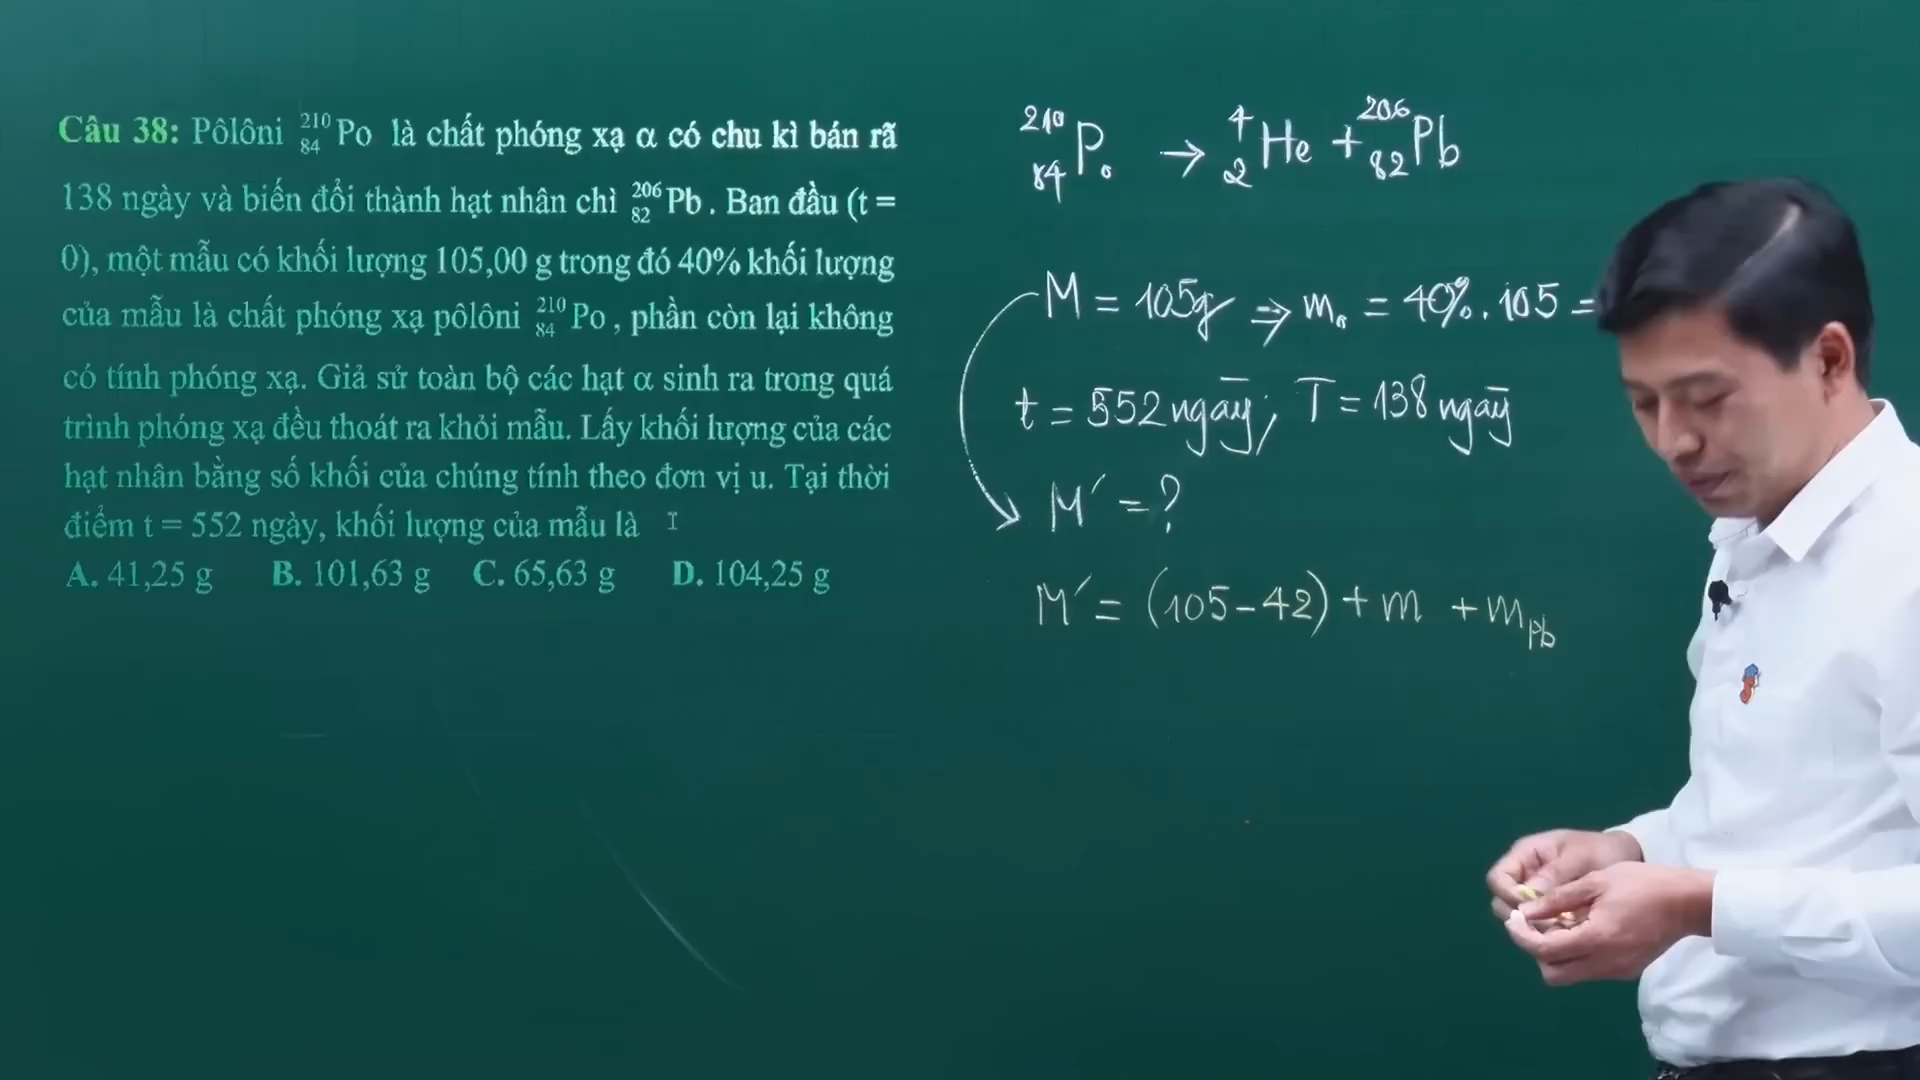 Câu 38: Pôlôni ²¹⁰₈₄Po là chất phóng xạ α có chu kì bán rã
138 ngày và biến đổi thành hạt nhân chì ²⁰⁶₈₂Pb. Ban đầu (t =
0), một mẫu có khối lượng 105,00 g trong đó 40% khối lượng
của mẫu là chất phóng xạ pôlôni ²¹⁰₈₄Po, phần còn lại không
có tính phóng xạ. Giả sử toàn bộ các hạt α sinh ra trong quá
trình phóng xạ đều thoát ra khỏi mẫu. Lấy khối lượng của các
hạt nhân bằng số khối của chúng tính theo đơn vị u. Tại thời
điểm t = 552 ngày, khối lượng của mẫu là
A. 41,25 g B. 101,63 g C. 65,63 g D. 104,25 g
²¹⁰₈₄Po → ⁴₂He + ²⁰⁶₈₂Pb
M = 105g ⇒ m₀ = 40%.105 =
t = 552 ngày; T = 138 ngày
M' = ?
M' = (105-42) + m + mPb